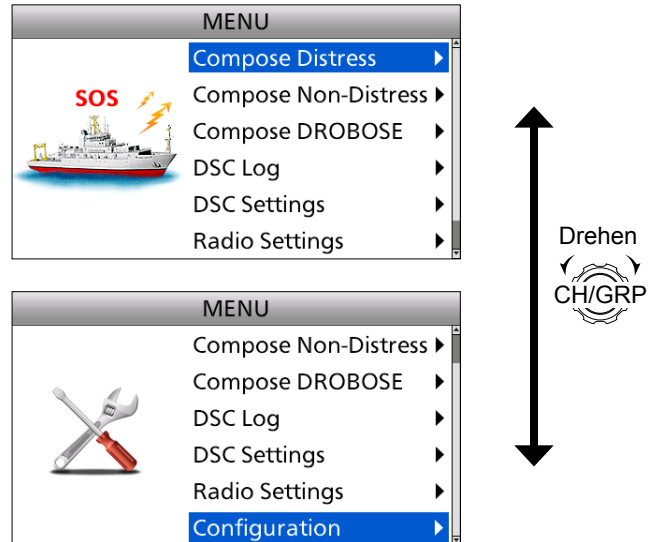 MENU
SOS
Compose Distress
Compose Non-Distress
Compose DROBOSE
DSC Log
DSC Settings
Radio Settings
MENU
Compose Non-Distress
Compose DROBOSE
DSC Log
DSC Settings
Radio Settings
Configuration
Drehen
CH/GRP